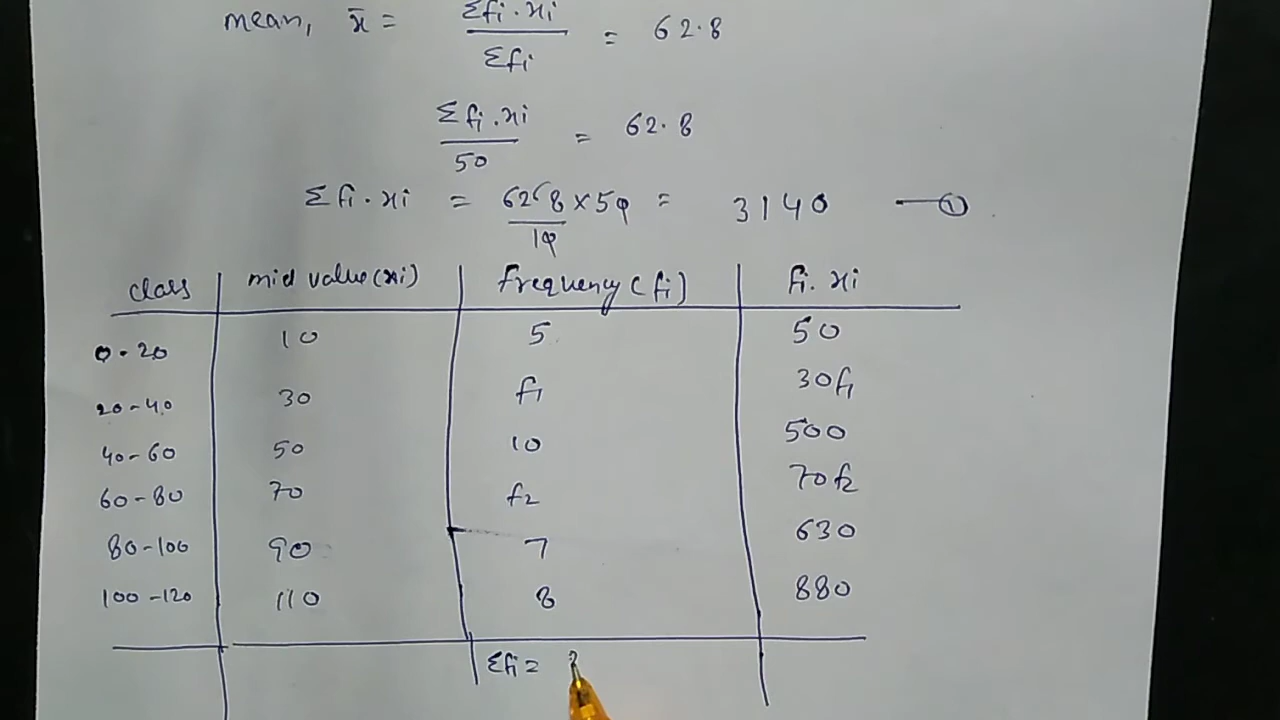 mean, x̄ = Σfi.xi / Σfi = 62.8
Σfi.xi / 50 = 62.8
Σfi.xi = 628×50 / 10 = 3140 —①
class mid value(xi) frequency(fi) fi.xi
0-20 10 5 50
20-40 30 f1 30f1
40-60 50 10 500
60-80 70 f2 70f2
80-100 90 7 630
100-120 110 8 880
Σfi =